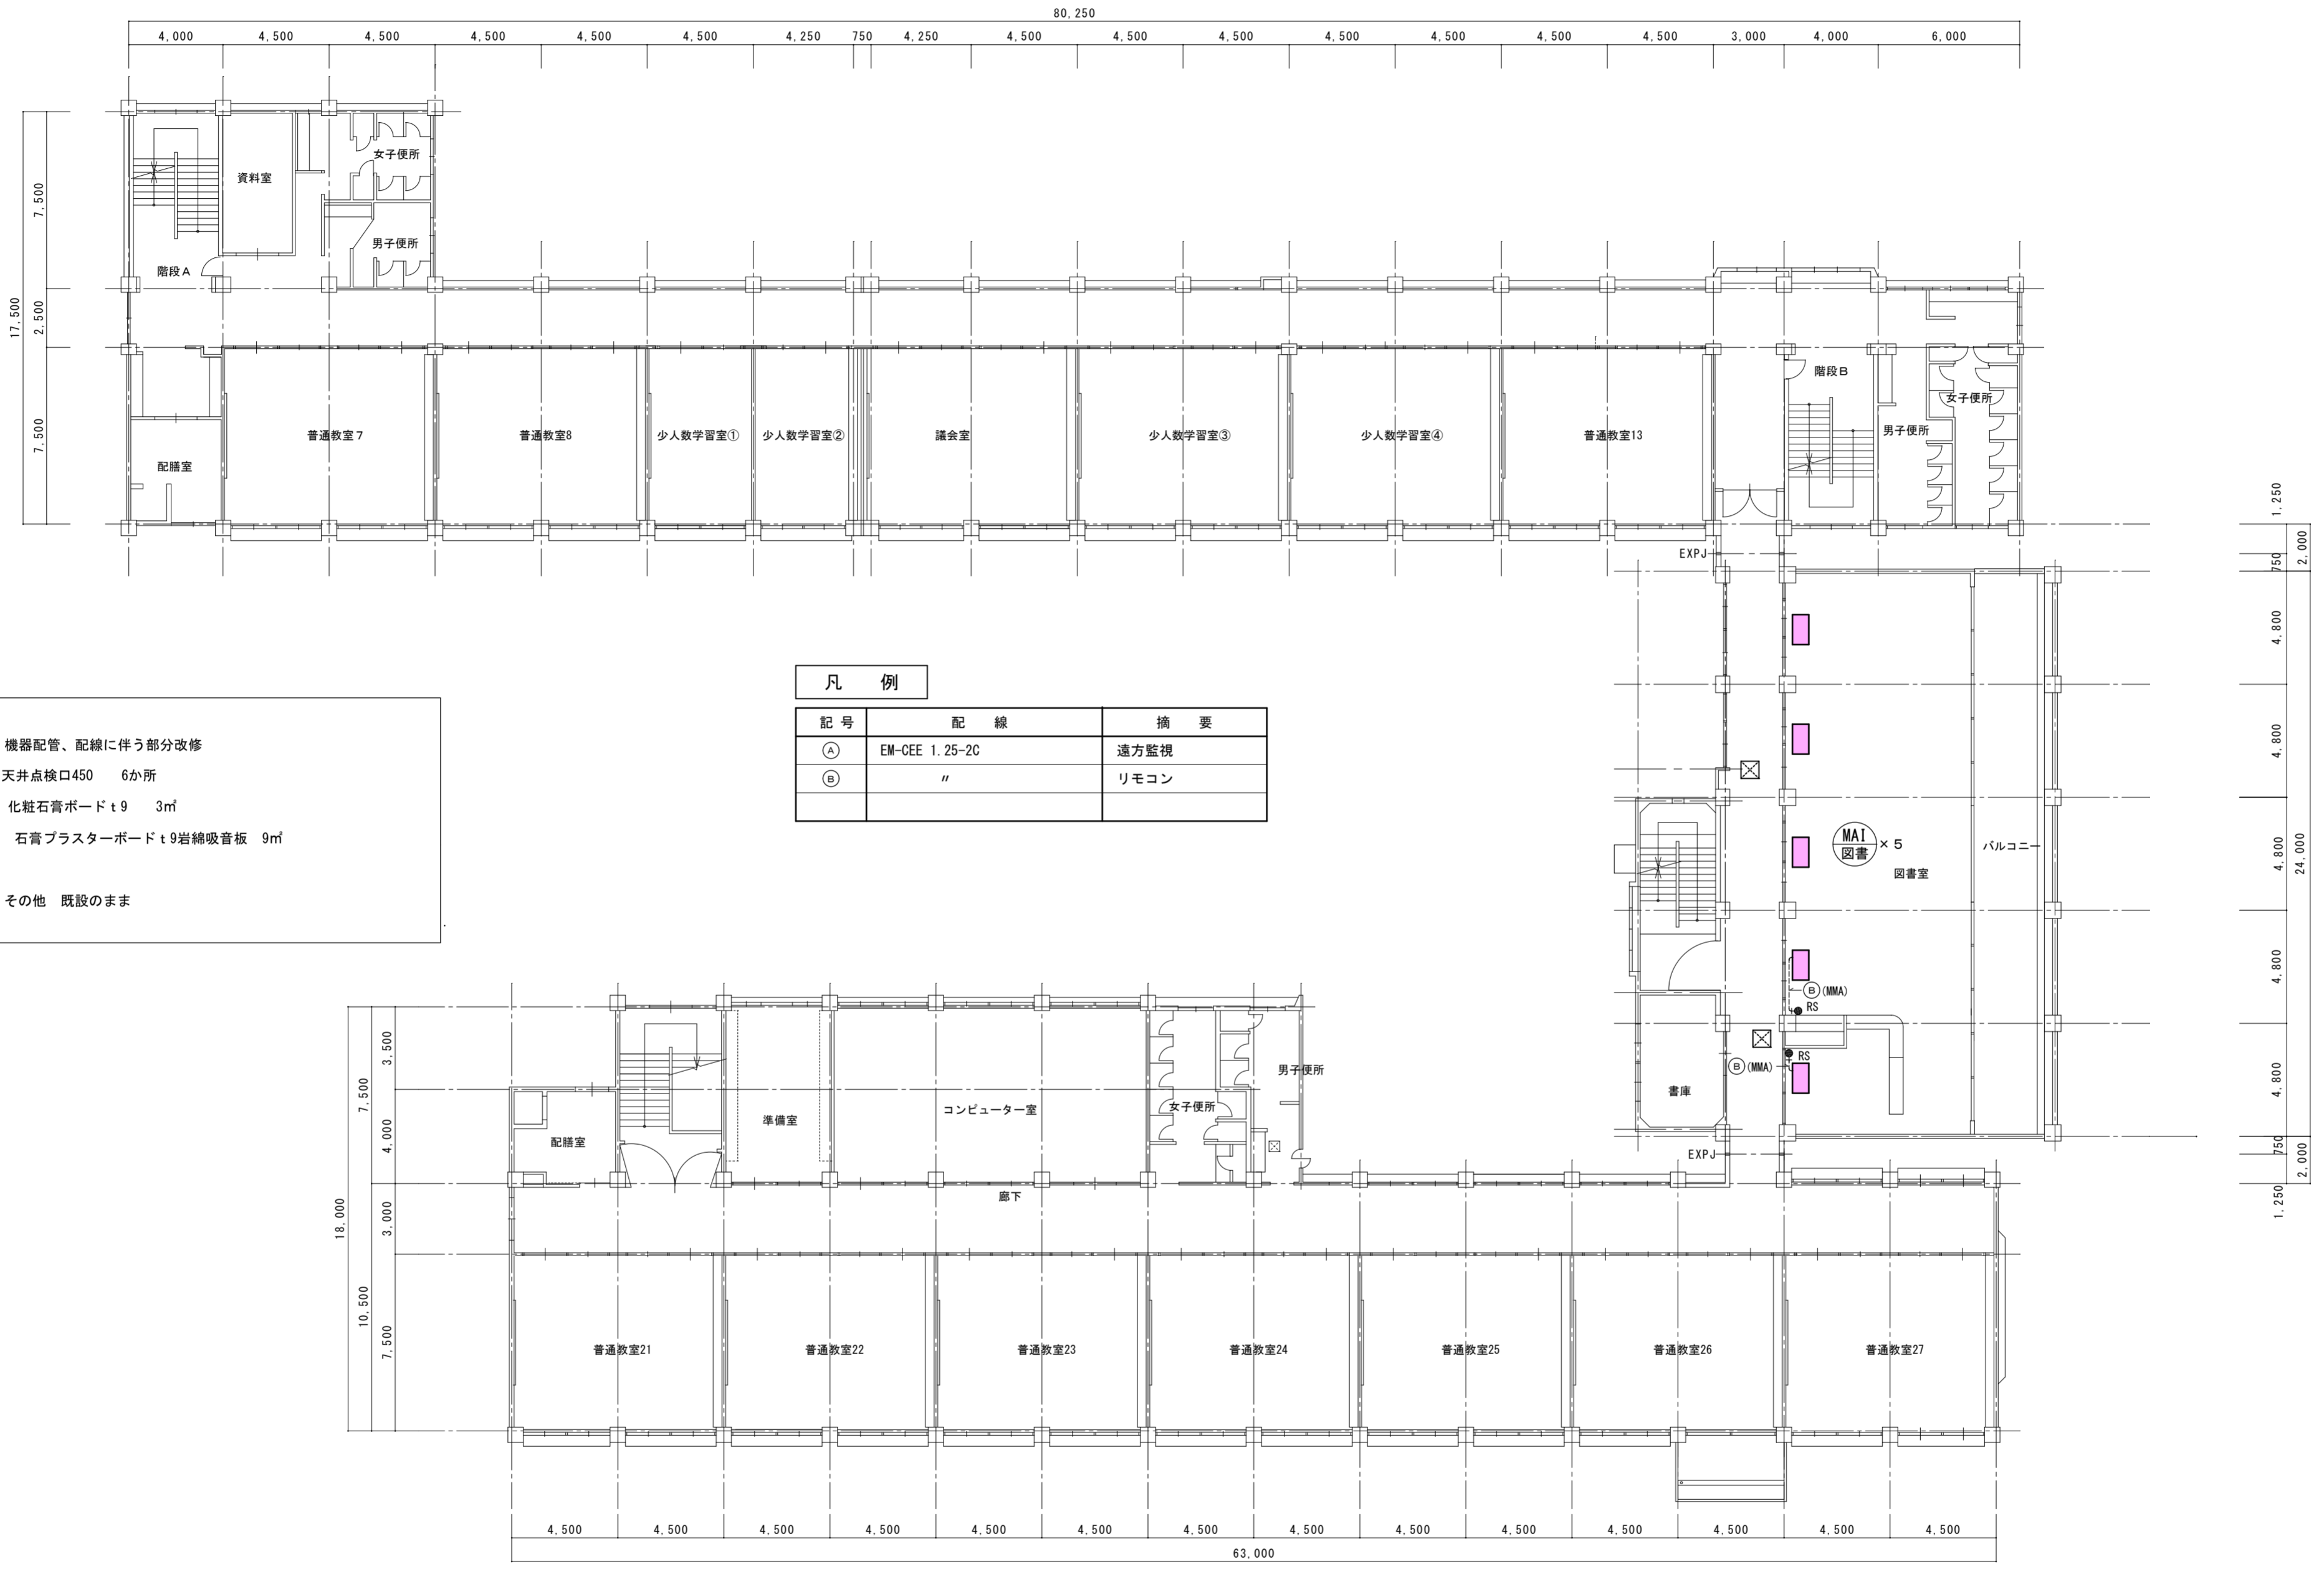 80,250
4,000 4,500 4,500 4,500 4,500 4,500 4,250 750 4,250 4,500 4,500 4,500 4,500 4,500 4,500 4,500 3,000 4,000 6,000
女子便所
資料室
7,500
男子便所
階段A
17,500
2,500
階段B
女子便所
男子便所
7,500
普通教室7
普通教室8
少人数学習室①
少人数学習室②
議会室
少人数学習室③
少人数学習室④
普通教室13
配膳室
1,250
EXPJ
750
2,000
4,800
凡 例
記号 配 線 摘 要
A EM-CEE 1.25-2C 遠方監視
B 〃 リモコン
機器配管、配線に伴う部分改修
天井点検口450 6か所
化粧石膏ボードt9 3㎡
石膏プラスターボードt9岩綿吸音板 9㎡
その他 既設のまま
4,800
MAI
図書
×5
図書室
バルコニー
4,800
24,000
4,800
B (MMA)
RS
RS
B (MMA)
書庫
4,800
EXPJ
750
2,000
1,250
3,500
7,500
4,000
男子便所
女子便所
コンピューター室
準備室
配膳室
廊下
18,000
3,000
10,500
7,500
普通教室21
普通教室22
普通教室23
普通教室24
普通教室25
普通教室26
普通教室27
4,500 4,500 4,500 4,500 4,500 4,500 4,500 4,500 4,500 4,500 4,500 4,500 4,500 4,500
63,000